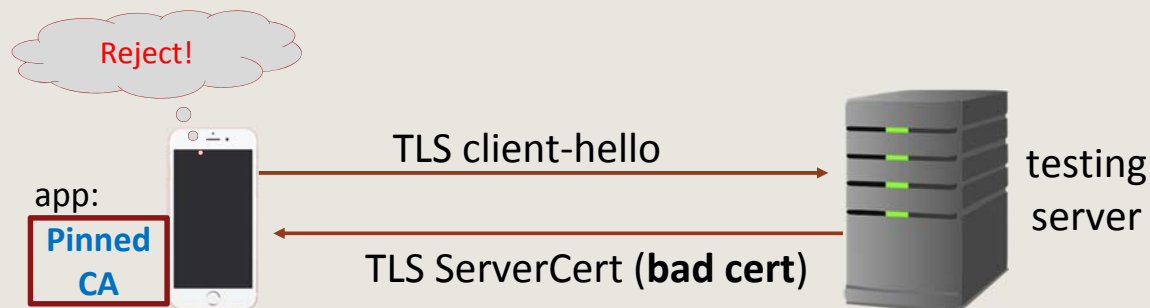 Reject!
TLS client-hello
testing
server
app:
Pinned
CA
TLS ServerCert (bad cert)